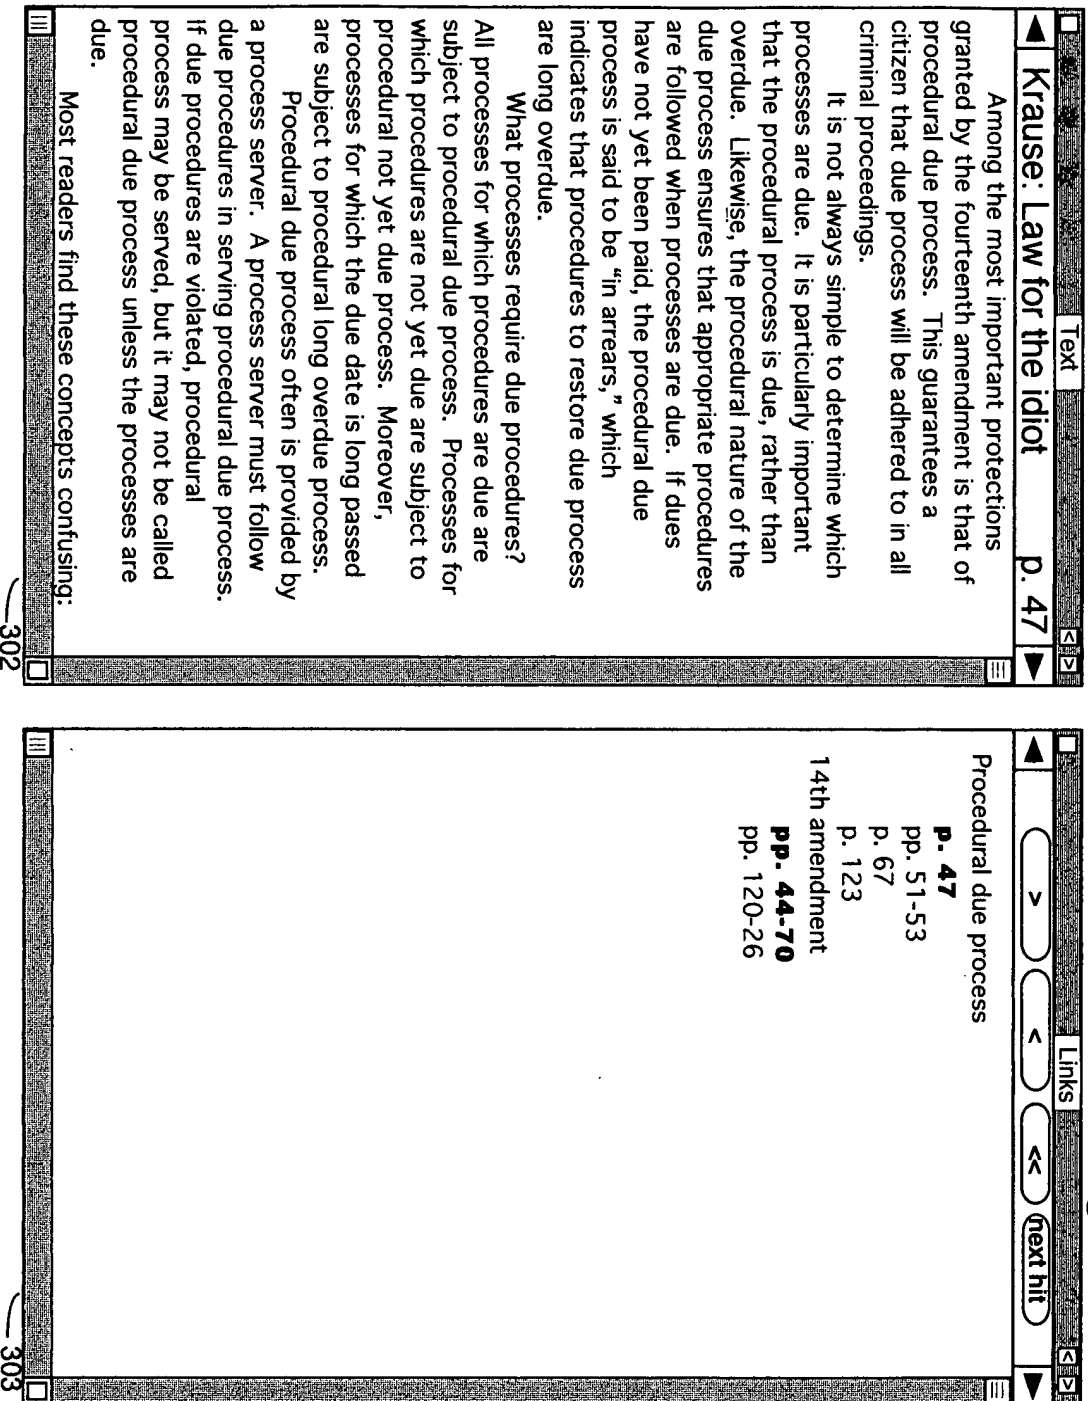 Text
< >
Krause: Law for the idiot p. 47
Among the most important protections
granted by the fourteenth amendment is that of
procedural due process. This guarantees a
citizen that due process will be adhered to in all
criminal proceedings.
It is not always simple to determine which
processes are due. It is particularly important
that the procedural process is due, rather than
overdue. Likewise, the procedural nature of the
due process ensures that appropriate procedures
are followed when processes are due. If dues
have not yet been paid, the procedural due
process is said to be “in arrears,” which
indicates that procedures to restore due process
are long overdue.
What processes require due procedures?
All processes for which procedures are due are
subject to procedural due process. Processes for
which procedures are not yet due are subject to
procedural not yet due process. Moreover,
processes for which the due date is long passed
are subject to procedural long overdue process.
Procedural due process often is provided by
a process server. A process server must follow
due procedures in serving procedural due process.
If due procedures are violated, procedural
process may be served, but it may not be called
procedural due process unless the processes are
due.
Most readers find these concepts confusing:
302
Links
< >
> < << next hit
Procedural due process
p. 47
pp. 51-53
p. 67
p. 123
14th amendment
pp. 44-70
pp. 120-26
303